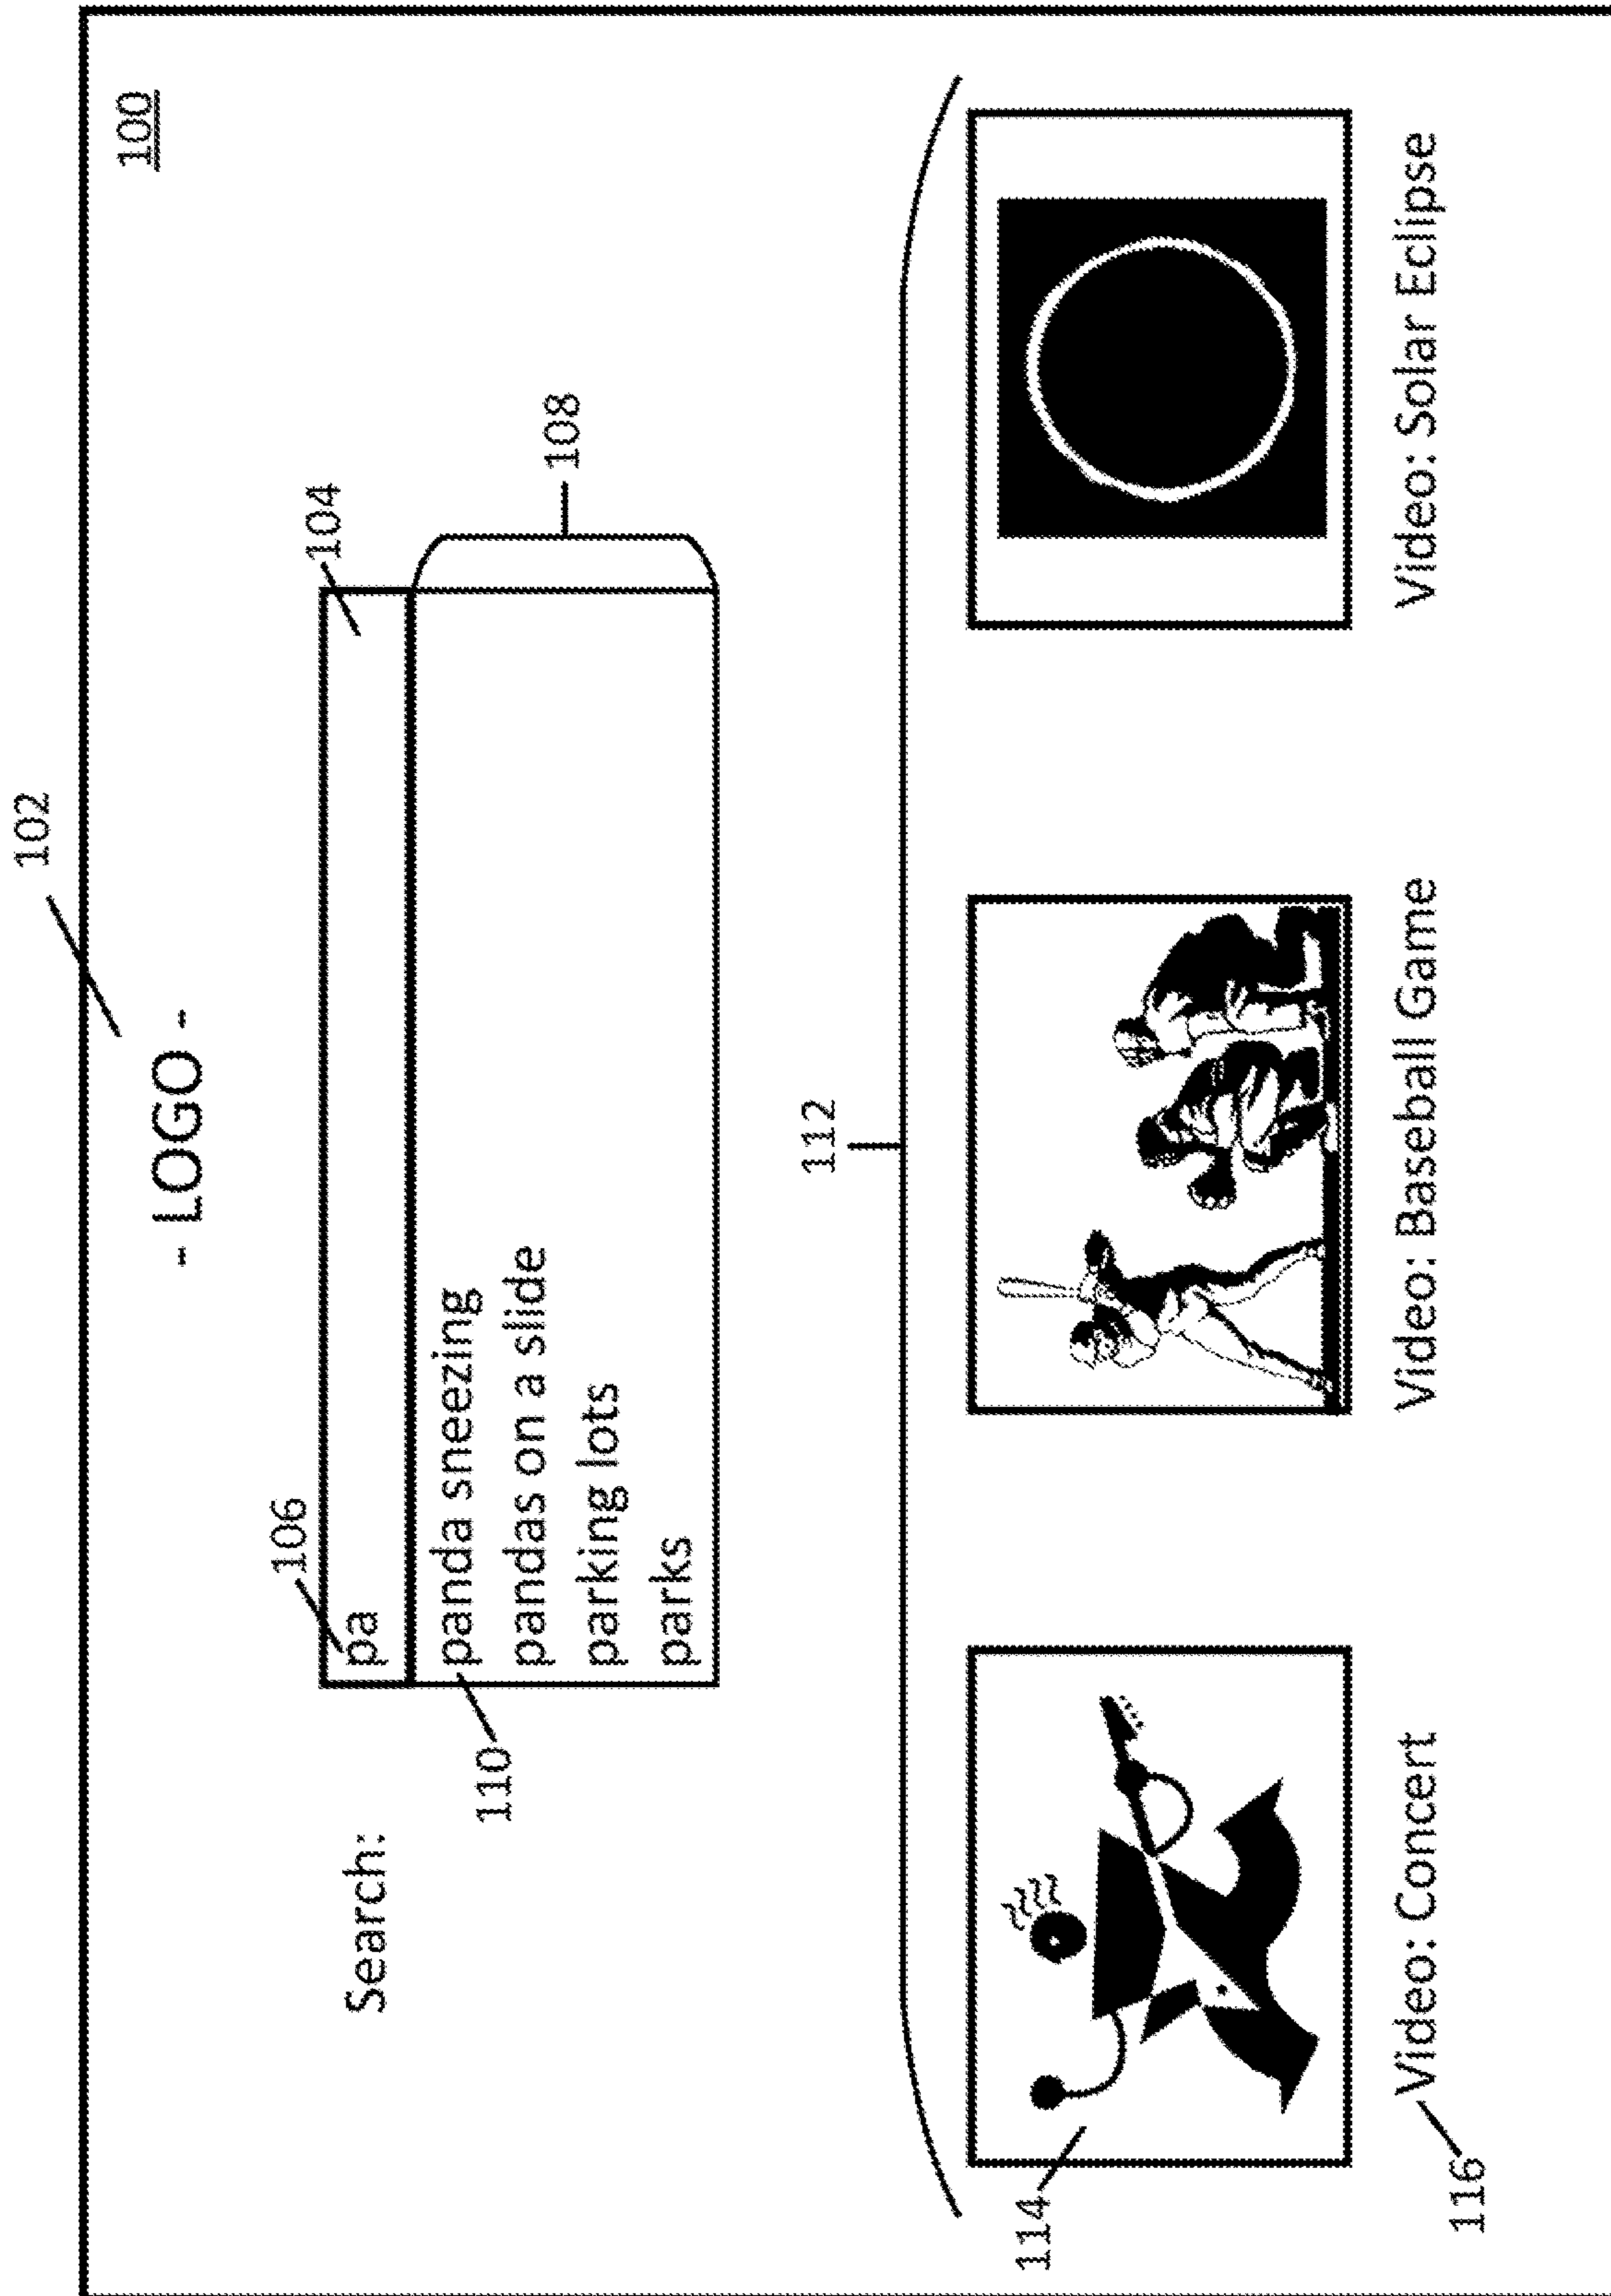 102
100
- LOGO -
106
104
Search:
pa
108
110
panda sneezing
pandas on a slide
parking lots
parks
112
114
116
Video: Concert
Video: Baseball Game
Video: Solar Eclipse